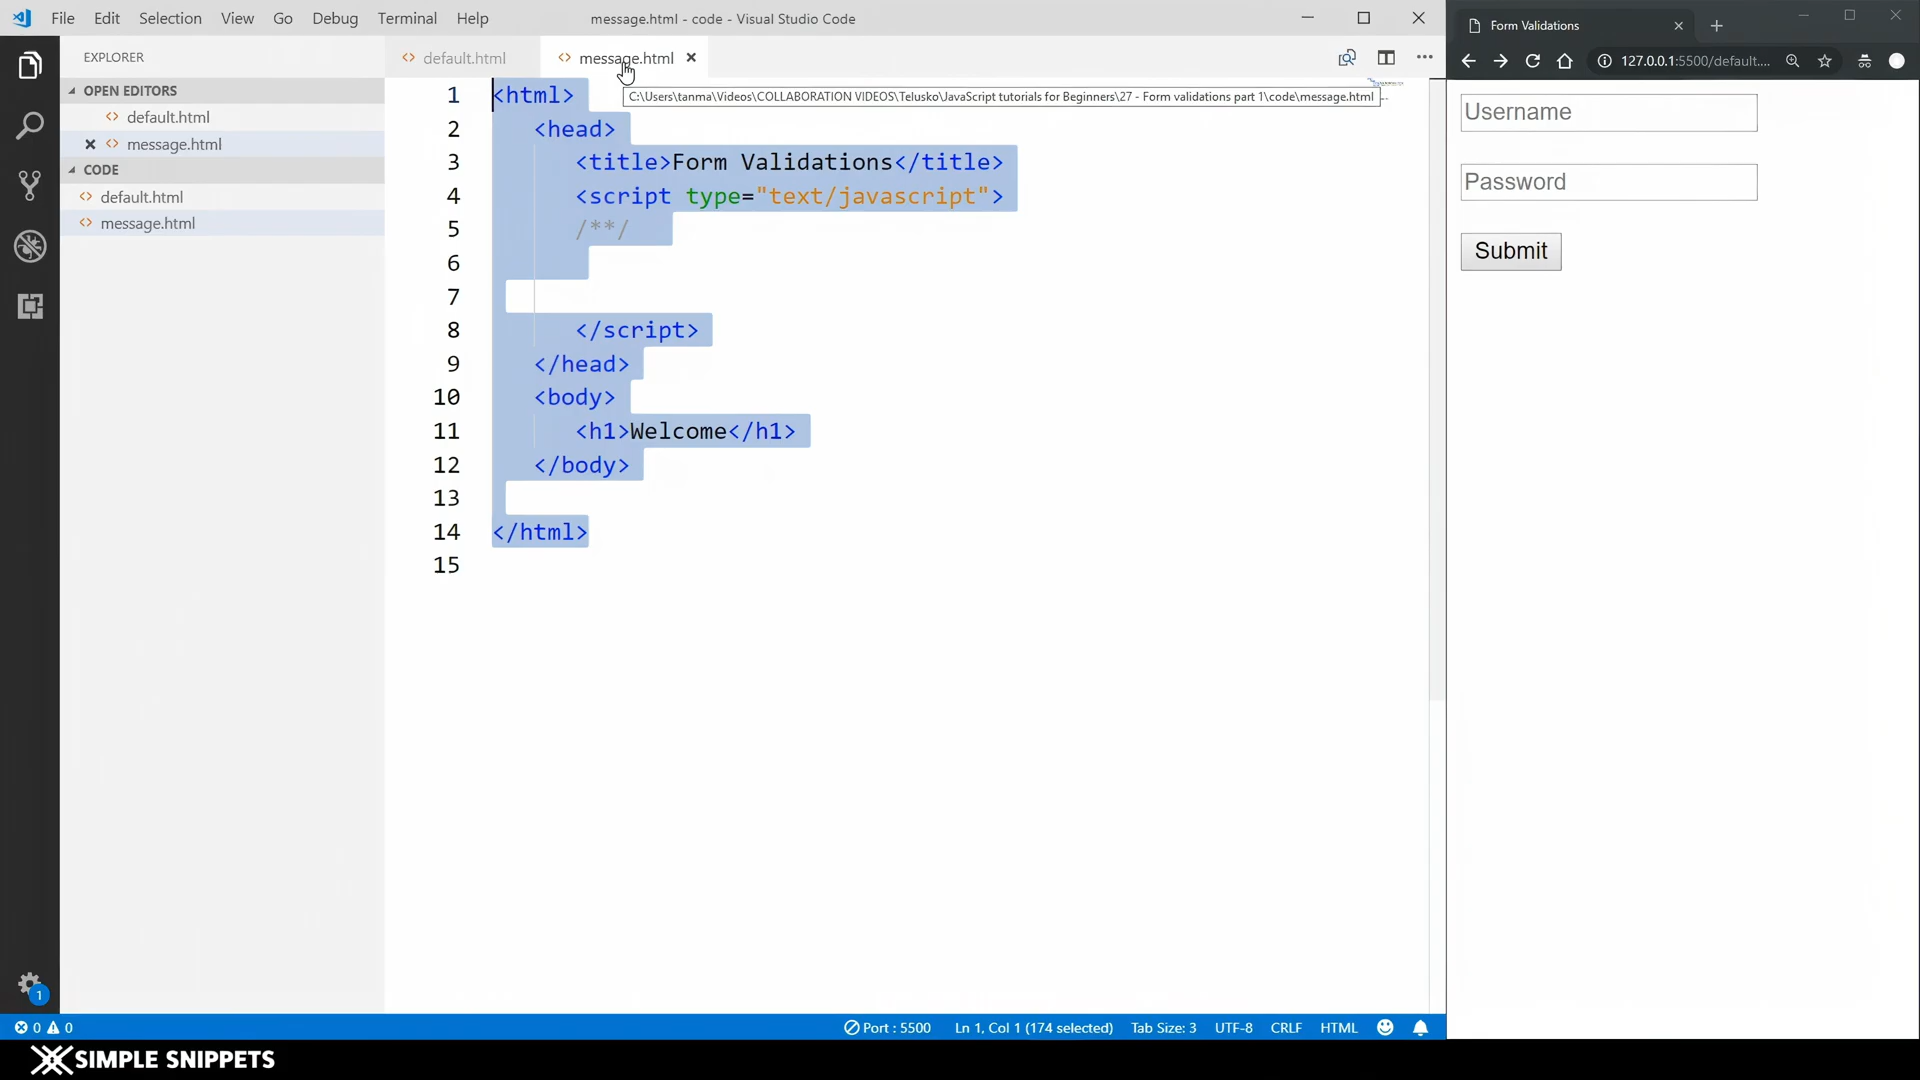 File Edit Selection View Go Debug Terminal Help
message.html - code - Visual Studio Code
EXPLORER
OPEN EDITORS
default.html
message.html
CODE
default.html
message.html
1
default.html
message.html
C:\Users\tanma\Videos\COLLABORATION VIDEOS\Telusko\JavaScript tutorials for Beginners\27 - Form validations part 1\code\message.html
1 <html>
2 <head>
3 <title>Form Validations</title>
4 <script type="text/javascript">
5 /**/
6
7
8 </script>
9 </head>
10 <body>
11 <h1>Welcome</h1>
12 </body>
13
14 </html>
15
0 0
Port : 5500 Ln 1, Col 1 (174 selected) Tab Size: 3 UTF-8 CRLF HTML
Form Validations
127.0.0.1:5500/default....
Username
Password
Submit
SIMPLE SNIPPETS